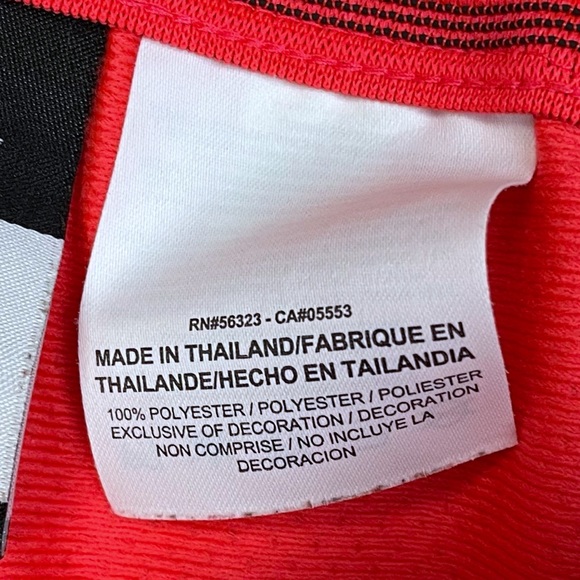 RN#56323 - CA#05553
MADE IN THAILAND/FABRIQUE EN
THAILANDE/HECHO EN TAILANDIA
100% POLYESTER / POLYESTER / POLIESTER
EXCLUSIVE OF DECORATION / DECORATION
NON COMPRISE / NO INCLUYE LA
DECORACION